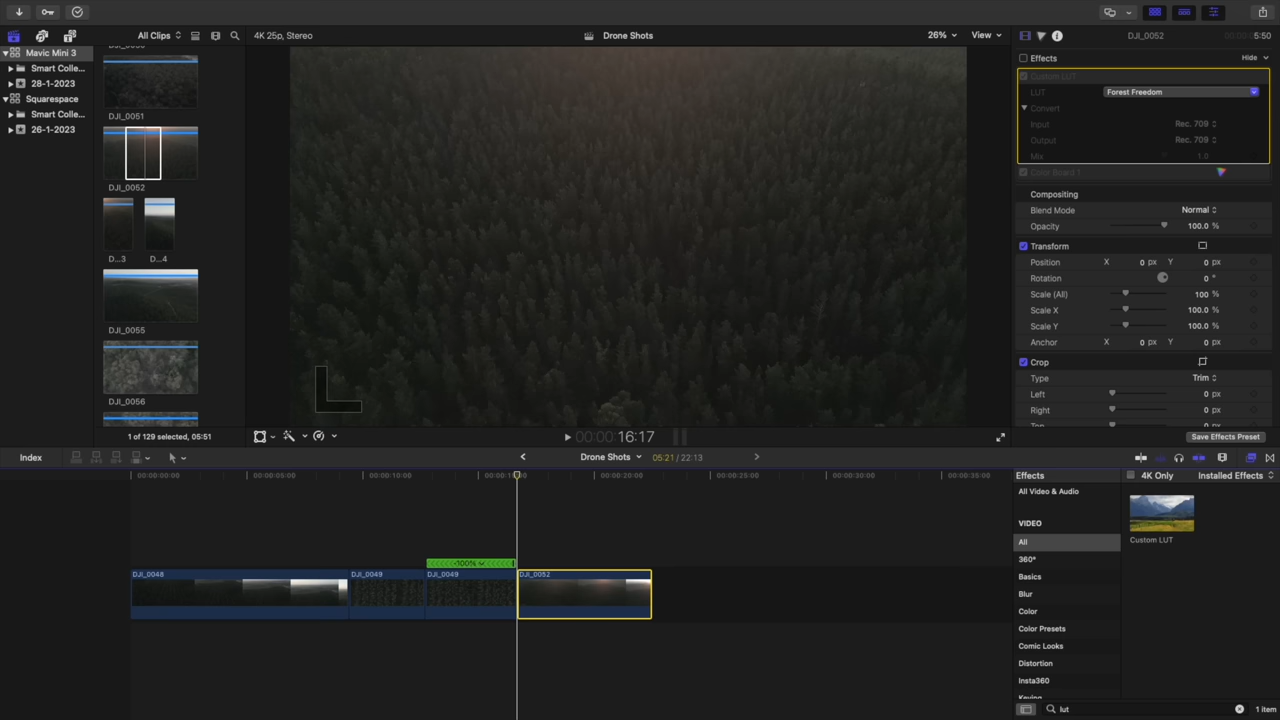 All Clips
4K 25p, Stereo
Drone Shots
26%
View
DJI_0052
5:50
Mavic Mini 3
Smart Colle...
28-1-2023
Squarespace
Smart Colle...
26-1-2023
DJI_0051
DJI_0052
D...3
D...4
DJI_0055
DJI_0056
1 of 129 selected, 05:51
00:00:00:16:17
Effects
Hide
Custom LUT
LUT
Forest Freedom
Convert
Input
Rec. 709
Output
Rec. 709
Mix
1.0
Color Board 1
Compositing
Blend Mode
Normal
Opacity
100.0 %
Transform
Position
X
0 px
Y
0 px
Rotation
0 °
Scale (All)
100 %
Scale X
100.0 %
Scale Y
100.0 %
Anchor
X
0 px
Y
0 px
Crop
Type
Trim
Left
0 px
Right
0 px
Save Effects Preset
Index
Drone Shots
05:21 / 22:13
00:00:00:00
00:00:05:00
00:00:10:00
00:00:20:00
00:00:25:00
00:00:30:00
00:00:35:00
-100%
DJI_0048
DJI_0049
DJI_0049
DJI_0052
Effects
4K Only
Installed Effects
All Video & Audio
VIDEO
All
360°
Basics
Blur
Color
Color Presets
Comic Looks
Distortion
Insta360
Keying
Custom LUT
lut
1 item